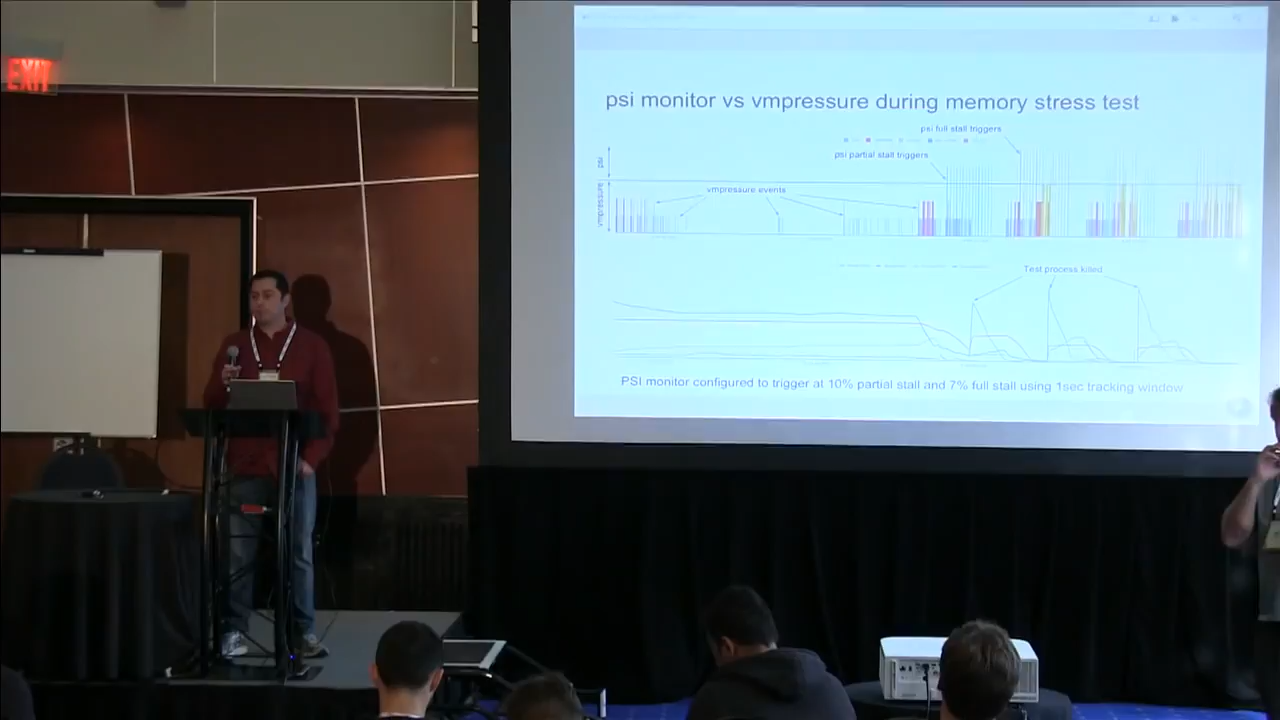 EXIT
psi monitor vs vmpressure during memory stress test
psi full stall triggers
psi partial stall triggers
psi
vmpressure events
vmpressure
Test process killed
PSI monitor configured to trigger at 10% partial stall and 7% full stall using 1sec tracking window